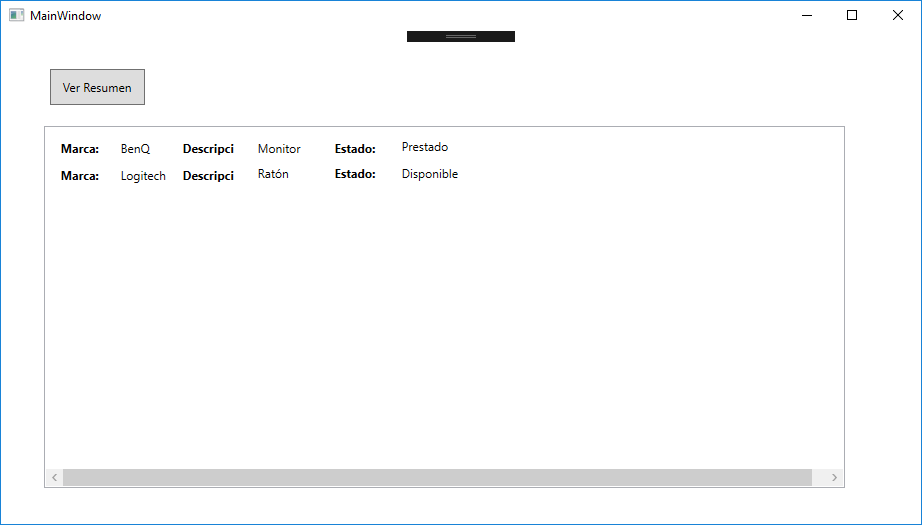 MainWindow
Ver Resumen
Marca: BenQ Descripci Monitor Estado: Prestado
Marca: Logitech Descripci Ratón Estado: Disponible